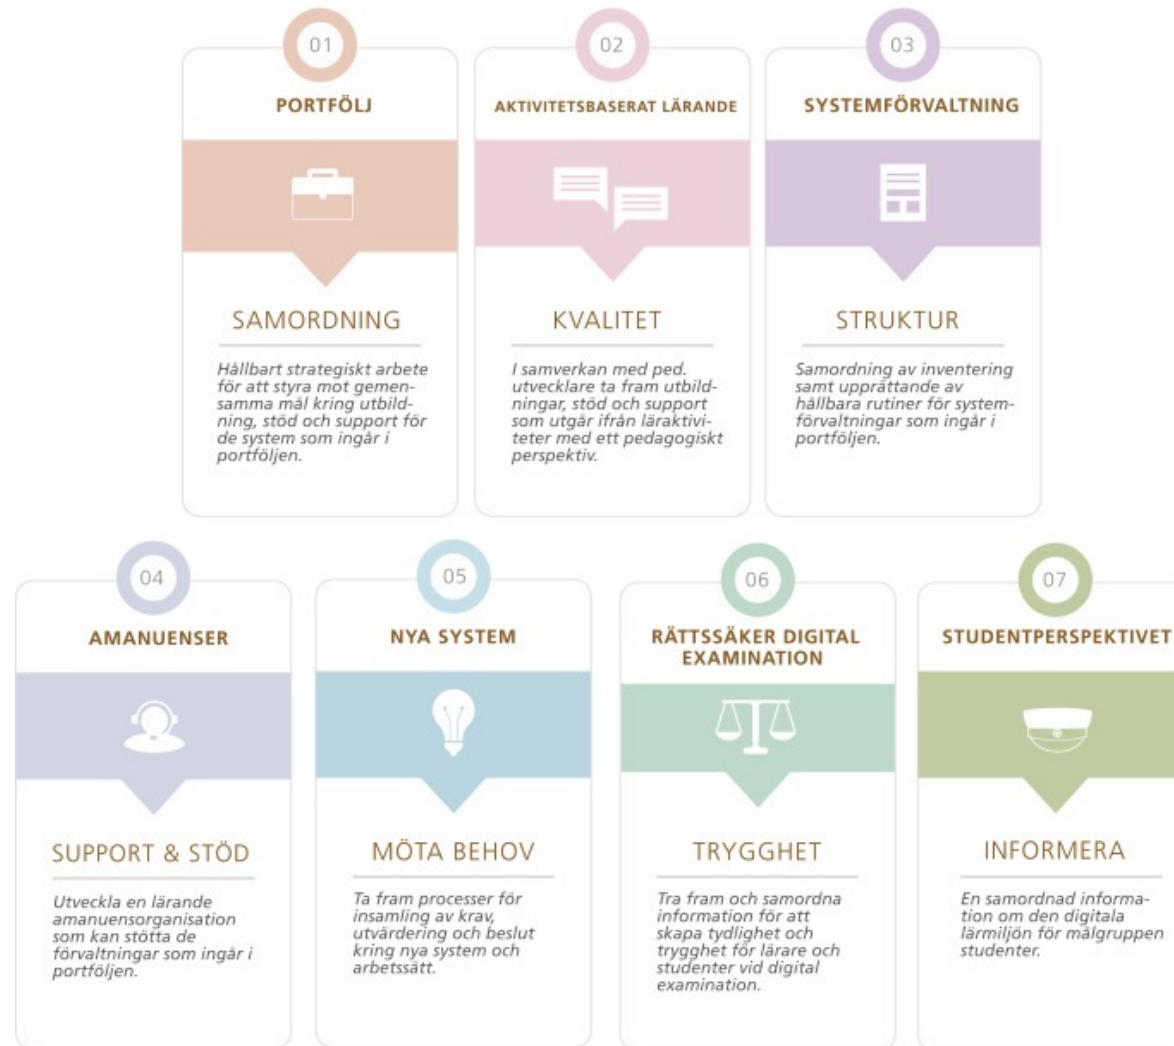 01
PORTFÖLJ
SAMORDNING
Hållbart strategiskt arbete
för att styra mot gemen-
samma mål kring utbild-
ning, stöd och support för
de system som ingår i
portföljen.
02
AKTIVITETSBASERAT LÄRANDE
KVALITET
I samverkan med ped.
utvecklare ta fram utbild-
ningar, stöd och support
som utgår ifrån läraktivi-
teter med ett pedagogiskt
perspektiv.
03
SYSTEMFÖRVALTNING
STRUKTUR
Samordning av inventering
samt upprättande av
hållbara rutiner för system-
förvaltningar som ingår i
portföljen.
04
AMANUENSER
SUPPORT & STÖD
Utveckla en lärande
amanuensorganisation
som kan stötta de
förvaltningar som ingår i
portföljen.
05
NYA SYSTEM
MÖTA BEHOV
Ta fram processer för
insamling av krav,
utvärdering och beslut
kring nya system och
arbetssätt.
06
RÄTTSSÄKER DIGITAL
EXAMINATION
TRYGGHET
Tra fram och samordna
information för att
skapa tydlighet och
trygghet för lärare och
studenter vid digital
examination.
07
STUDENTPERSPEKTIVET
INFORMERA
En samordnad informa-
tion om den digitala
lärmiljön för målgruppen
studenter.